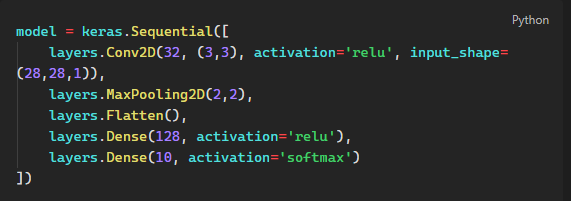 Python
model = keras.Sequential([
    layers.Conv2D(32, (3,3), activation='relu', input_shape=
(28,28,1)),
    layers.MaxPooling2D(2,2),
    layers.Flatten(),
    layers.Dense(128, activation='relu'),
    layers.Dense(10, activation='softmax')
])